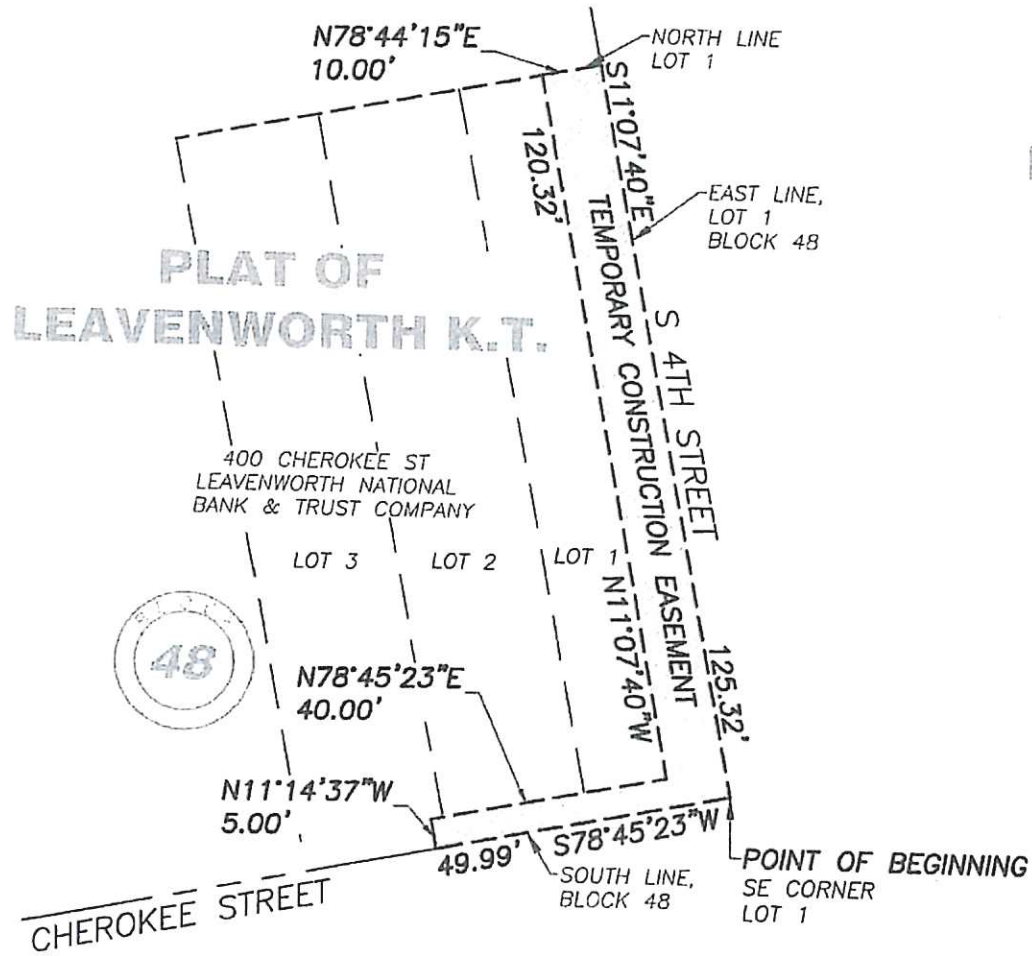 N78°44'15"E
10.00'
NORTH LINE
LOT 1
S11°07'40"E
120.32'
EAST LINE,
LOT 1
BLOCK 48
TEMPORARY CONSTRUCTION EASEMENT
S 4TH STREET
PLAT OF
LEAVENWORTH K.T.
400 CHEROKEE ST
LEAVENWORTH NATIONAL
BANK & TRUST COMPANY
LOT 3
LOT 2
LOT 1
N11°07'40"W
125.32'
BLOCK
48
N78°45'23"E
40.00'
N11°14'37"W
5.00'
49.99'
S78°45'23"W
SOUTH LINE,
BLOCK 48
POINT OF BEGINNING
SE CORNER
LOT 1
CHEROKEE STREET